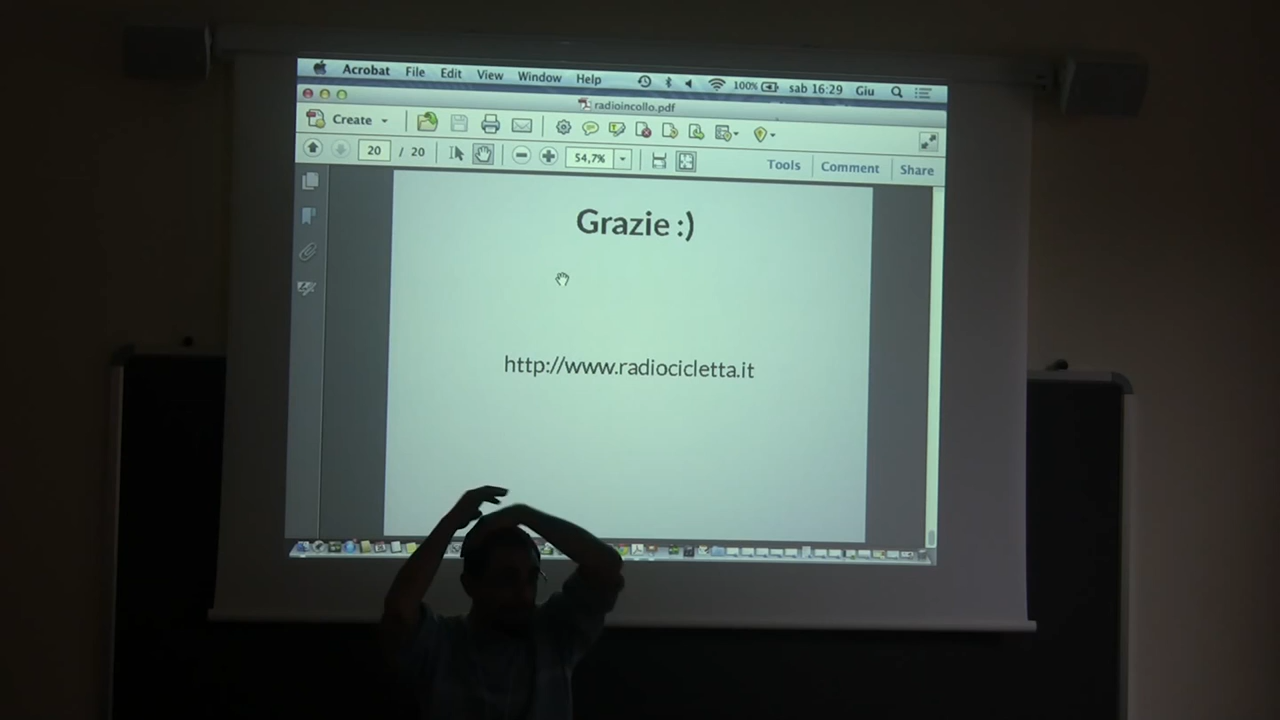 Acrobat File Edit View Window Help 100% sab 16:29 Giu
radioincollo.pdf
Create
20 / 20 54,7% Tools Comment Share
Grazie :)
http://www.radiocicletta.it